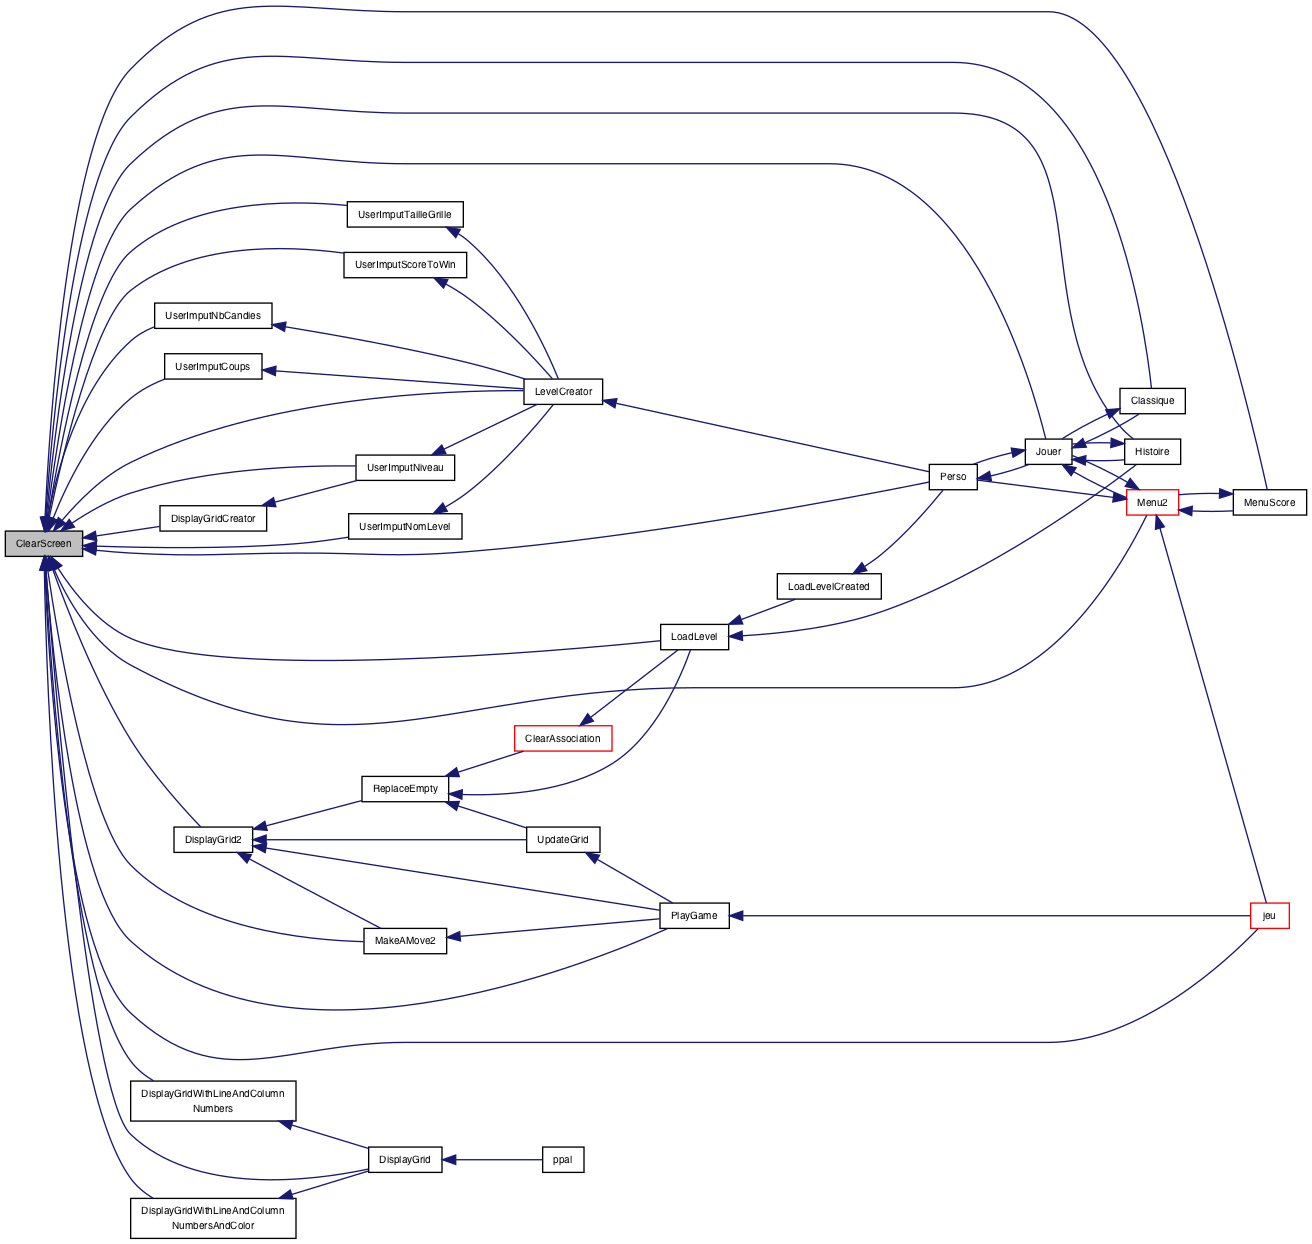 UserImputTailleGrille
UserImputScoreToWin
UserImputNbCandies
UserImputCoups
LevelCreator
Classique
Jouer
Histoire
UserImputNiveau
Perso
Menu2
MenuScore
DisplayGridCreator
UserImputNomLevel
ClearScreen
LoadLevelCreated
LoadLevel
ClearAssociation
ReplaceEmpty
DisplayGrid2
UpdateGrid
PlayGame
jeu
MakeAMove2
DisplayGridWithLineAndColumn
Numbers
DisplayGrid
ppal
DisplayGridWithLineAndColumn
NumbersAndColor